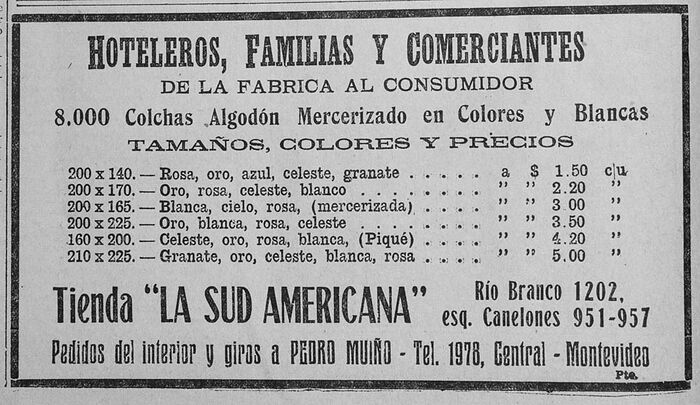 HOTELEROS, FAMILIAS Y COMERCIANTES
DE LA FABRICA AL CONSUMIDOR
8.000 Colchas Algodón Mercerizado en Colores y Blancas
TAMAÑOS, COLORES Y PRECIOS
200 x 140. — Rosa, oro, azul, celeste, granate . . . . . a $ 1.50 c|u
200 x 170. — Oro, rosa, celeste, blanco . . . . . . . . ” ” 2.20 ”
200 x 165. — Blanca, cielo, rosa, (mercerizada) . . . . ” ” 3.00 ”
200 x 225. — Oro, blanca, rosa, celeste . . . . . . . . ” ” 3.50 ”
160 x 200. — Celeste, oro, rosa, blanca, (Piqué) . . . . ” ” 4.20 ”
210 x 225. — Granate, oro, celeste, blanca, rosa . . . . ” ” 5.00 ”
Tienda “LA SUD AMERICANA”
Río Branco 1202,
esq. Canelones 951-957
Pedidos del interior y giros a PEDRO MUIÑO - Tel. 1978, Central - Montevideo
Pte.